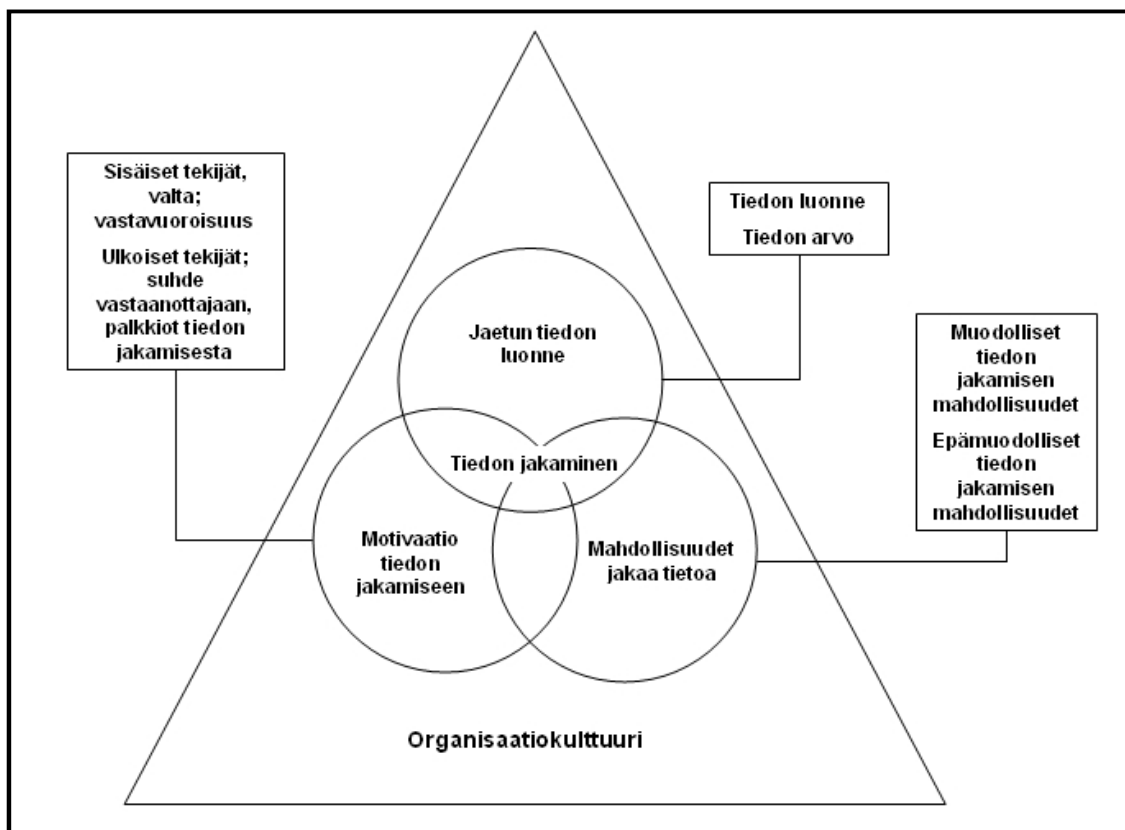 Sisäiset tekijät,
valta;
vastavuoroisuus
Ulkoiset tekijät;
suhde
vastaanottajaan,
palkkiot tiedon
jakamisesta
Tiedon luonne
Tiedon arvo
Muodolliset
tiedon
jakamisen
mahdollisuudet
Epämuodolliset
tiedon
jakamisen
mahdollisuudet
Jaetun tiedon
luonne
Tiedon jakaminen
Motivaatio
tiedon
jakamiseen
Mahdollisuudet
jakaa tietoa
Organisaatiokulttuuri